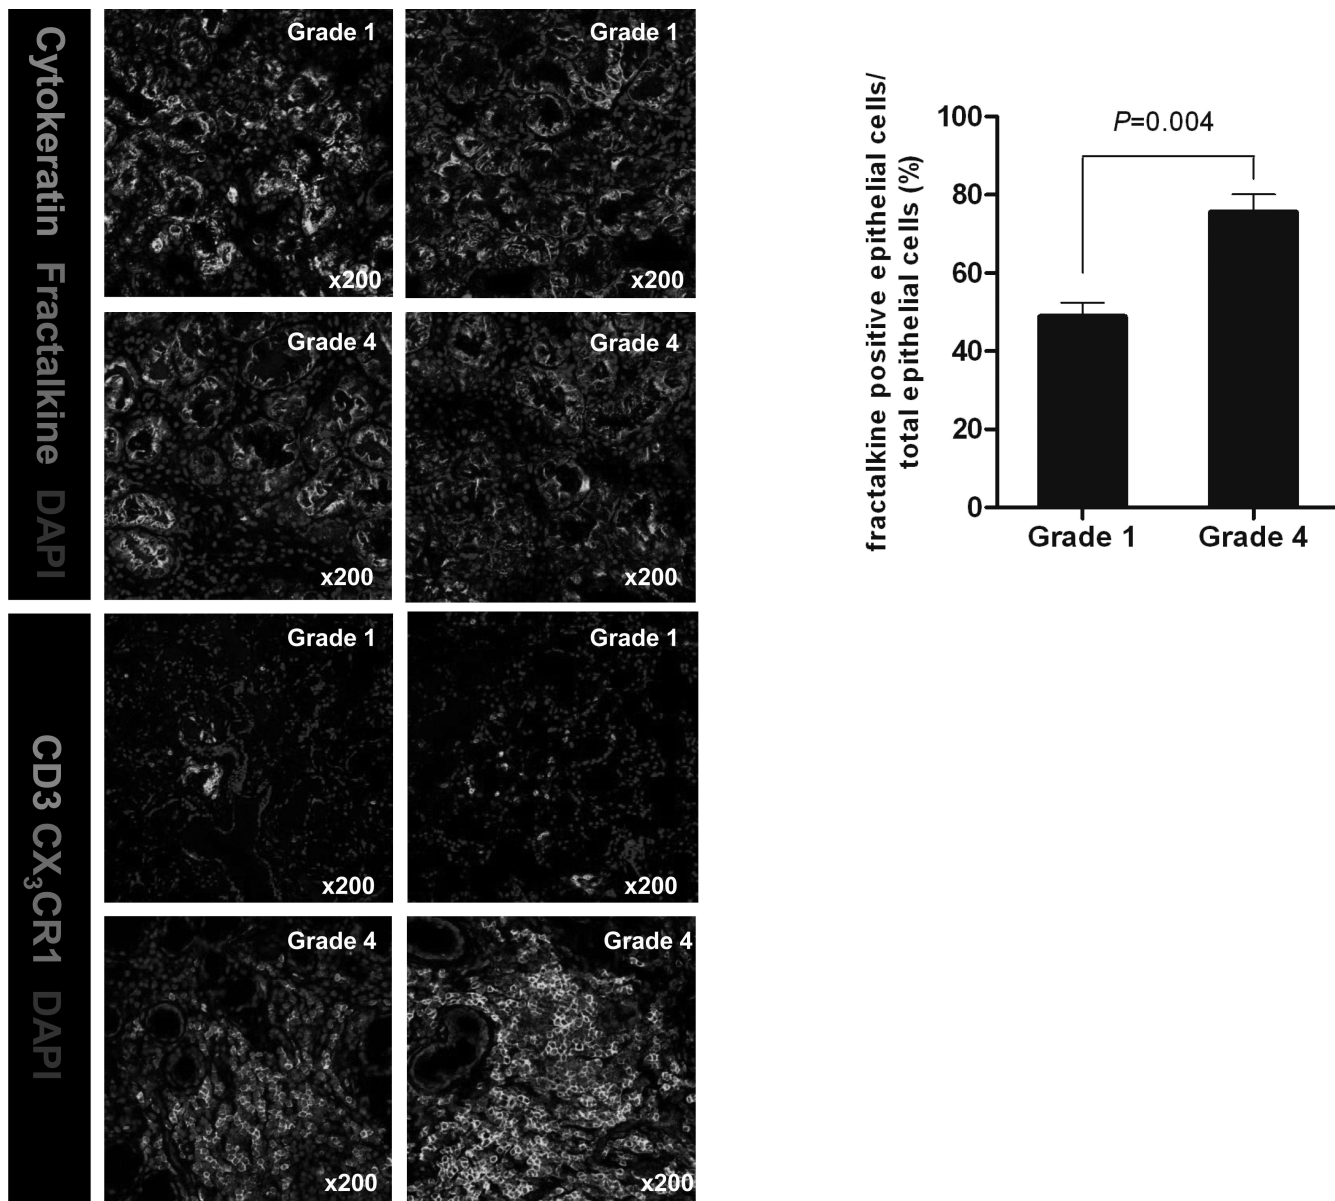 Cytokeratin Fractalkine DAPI
Grade 1
x200
Grade 1
x200
Grade 4
x200
Grade 4
x200
CD3 CX3CR1 DAPI
Grade 1
x200
Grade 1
x200
Grade 4
x200
Grade 4
x200
fractalkine positive epithelial cells/
total epithelial cells (%)
100
80
60
40
20
0
P=0.004
Grade 1
Grade 4